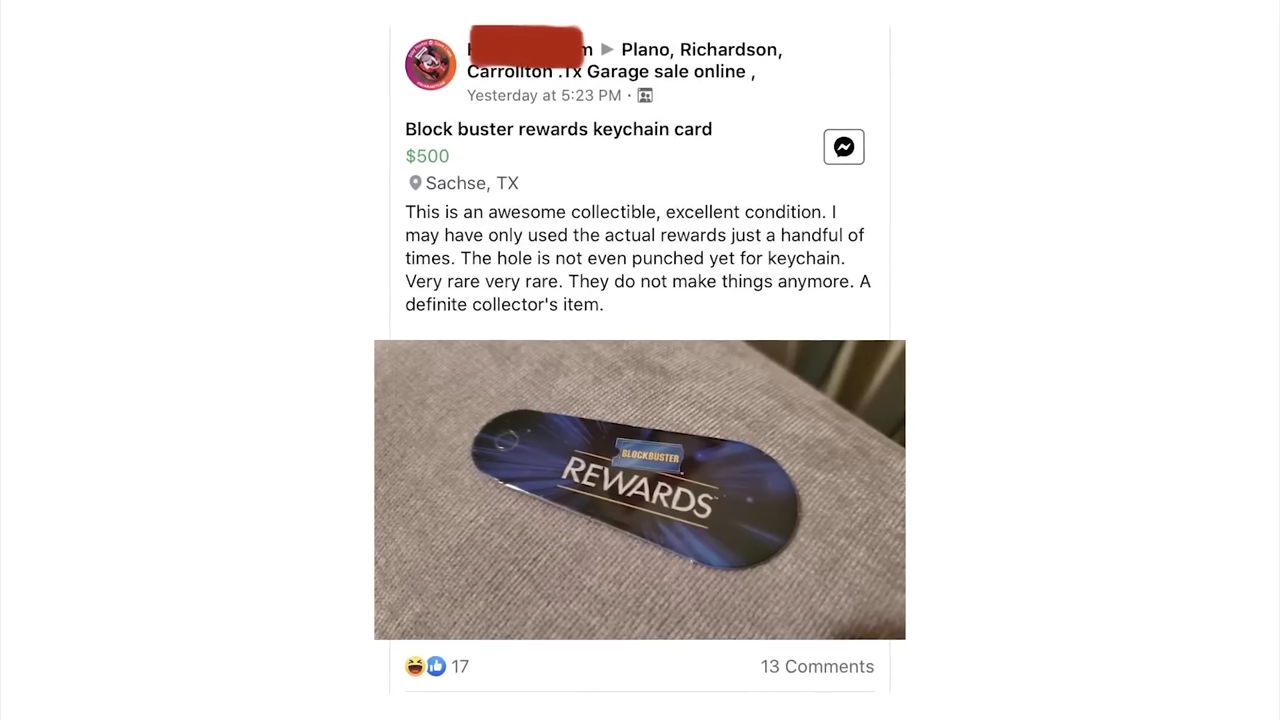 Plano, Richardson,
Carrollton .Tx Garage sale online ,
Yesterday at 5:23 PM ·
Block buster rewards keychain card
$500
Sachse, TX
This is an awesome collectible, excellent condition. I
may have only used the actual rewards just a handful of
times. The hole is not even punched yet for keychain.
Very rare very rare. They do not make things anymore. A
definite collector's item.
BLOCKBUSTER
REWARDS
17
13 Comments